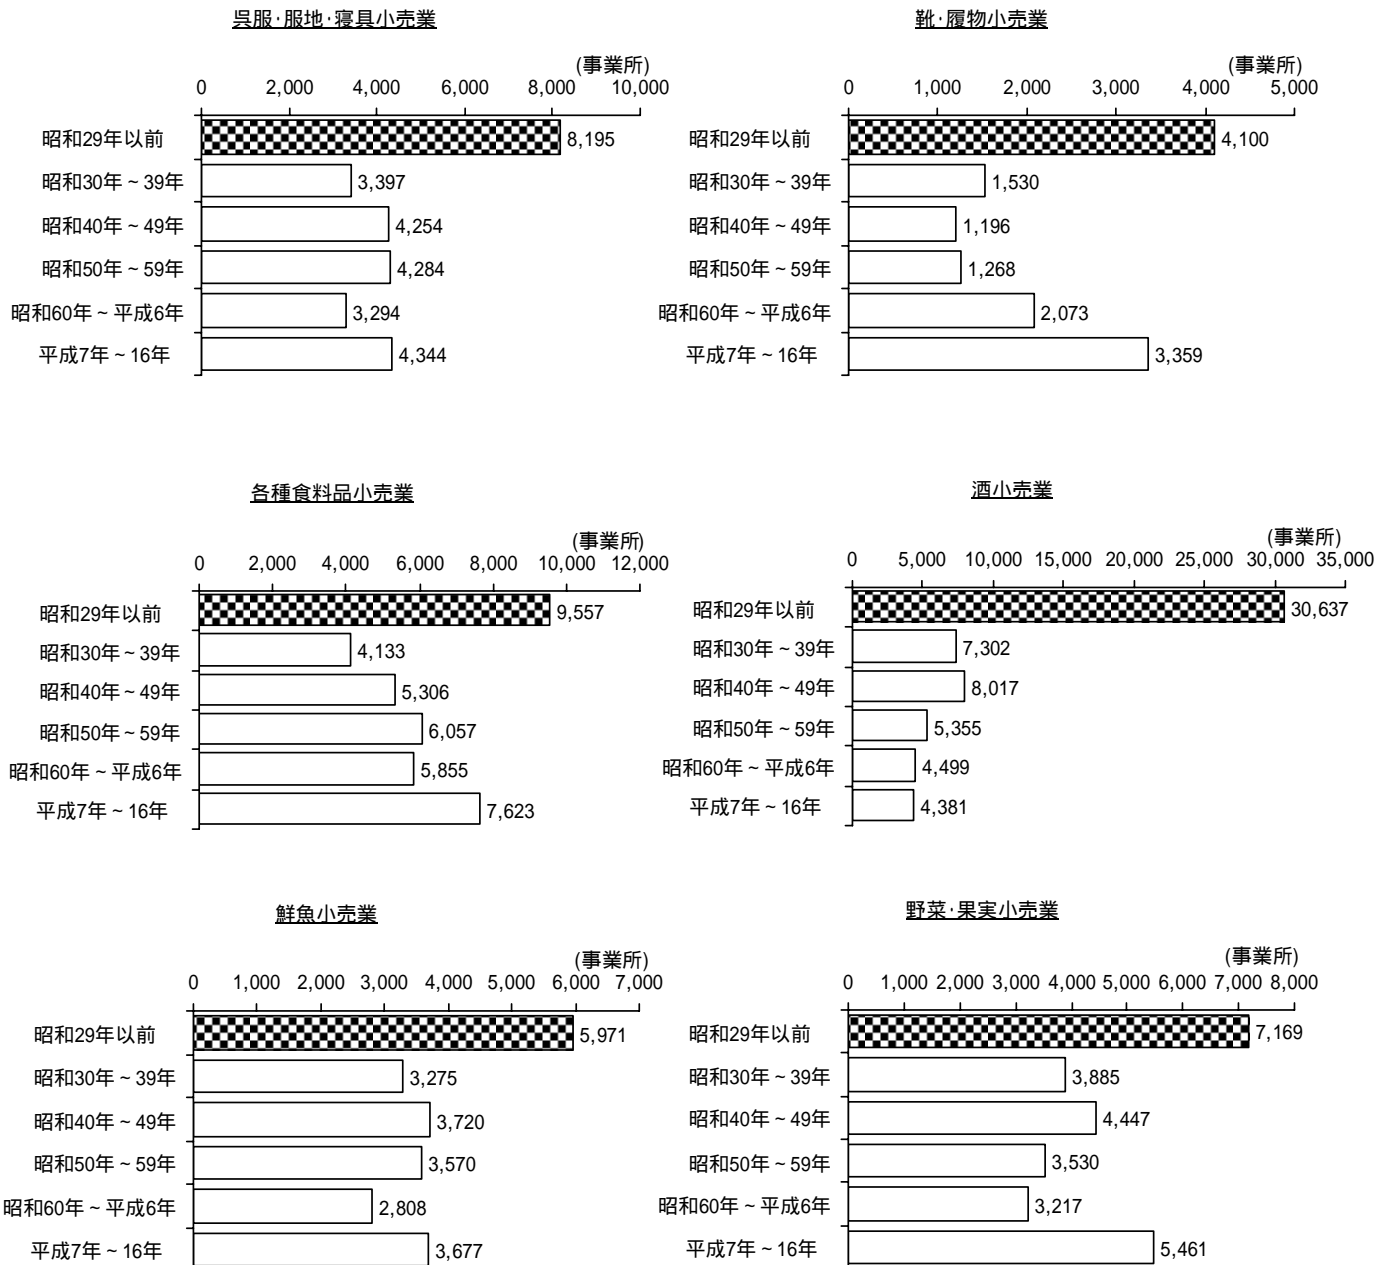 呉服･服地･寝具小売業
(事業所)
0 2,000 4,000 6,000 8,000 10,000
昭和29年以前 8,195
昭和30年～39年 3,397
昭和40年～49年 4,254
昭和50年～59年 4,284
昭和60年～平成6年 3,294
平成7年～16年 4,344
靴･履物小売業
(事業所)
0 1,000 2,000 3,000 4,000 5,000
昭和29年以前 4,100
昭和30年～39年 1,530
昭和40年～49年 1,196
昭和50年～59年 1,268
昭和60年～平成6年 2,073
平成7年～16年 3,359
各種食料品小売業
(事業所)
0 2,000 4,000 6,000 8,000 10,000 12,000
昭和29年以前 9,557
昭和30年～39年 4,133
昭和40年～49年 5,306
昭和50年～59年 6,057
昭和60年～平成6年 5,855
平成7年～16年 7,623
酒小売業
(事業所)
0 5,000 10,000 15,000 20,000 25,000 30,000 35,000
昭和29年以前 30,637
昭和30年～39年 7,302
昭和40年～49年 8,017
昭和50年～59年 5,355
昭和60年～平成6年 4,499
平成7年～16年 4,381
鮮魚小売業
(事業所)
0 1,000 2,000 3,000 4,000 5,000 6,000 7,000
昭和29年以前 5,971
昭和30年～39年 3,275
昭和40年～49年 3,720
昭和50年～59年 3,570
昭和60年～平成6年 2,808
平成7年～16年 3,677
野菜･果実小売業
(事業所)
0 1,000 2,000 3,000 4,000 5,000 6,000 7,000 8,000
昭和29年以前 7,169
昭和30年～39年 3,885
昭和40年～49年 4,447
昭和50年～59年 3,530
昭和60年～平成6年 3,217
平成7年～16年 5,461